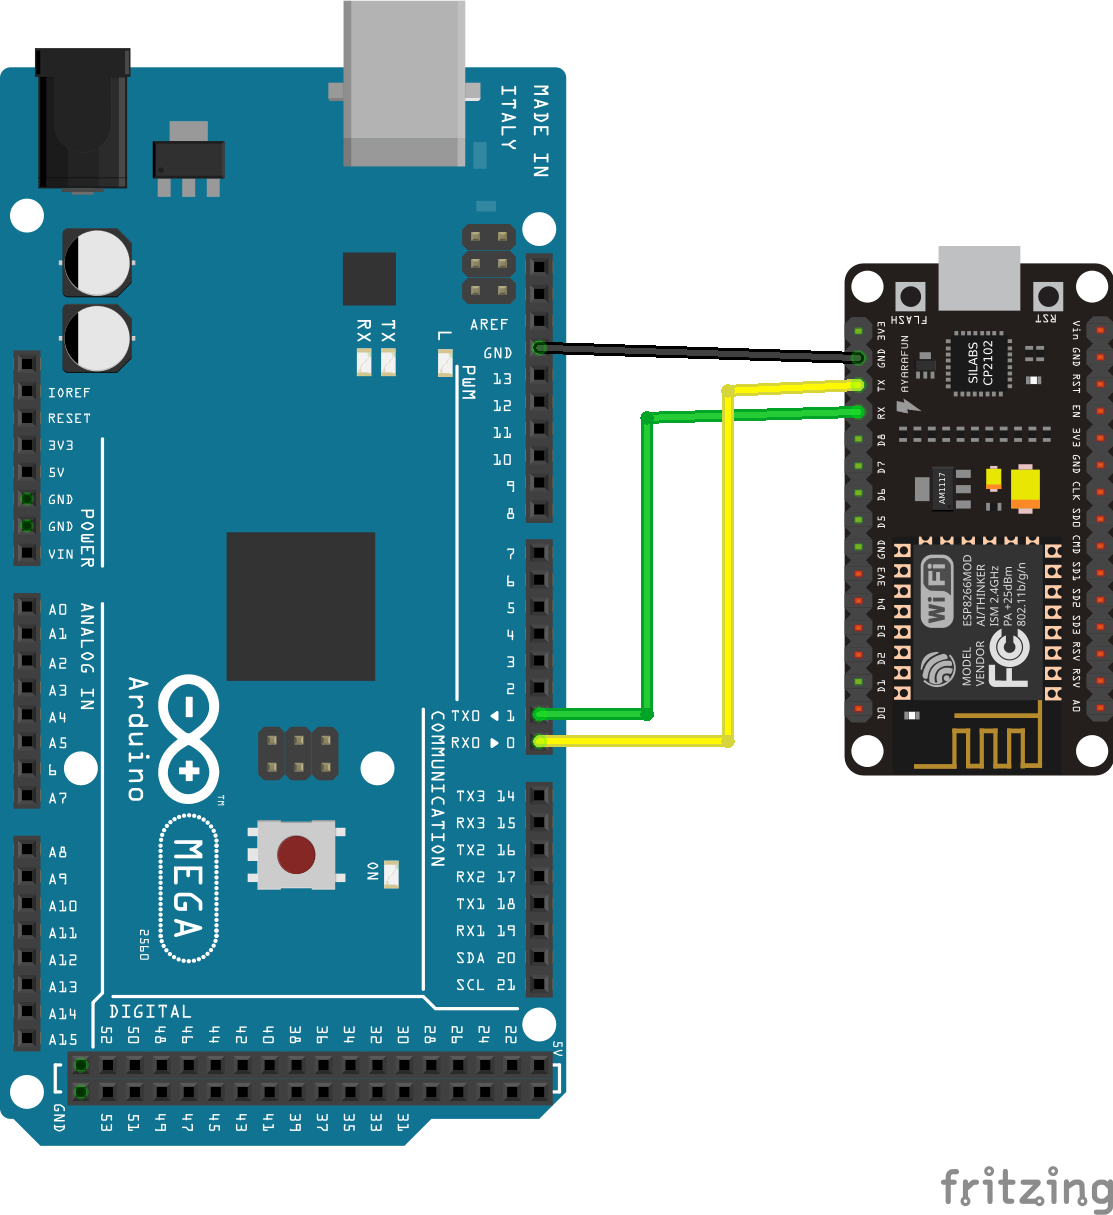 MADE IN
ITALY
RX
TX
L
AREF
GND
13
12
11
10
9
8
PWM
7
6
5
4
3
2
TX0 ◄ 1
RX0 ► 0
COMMUNICATION
TX3 14
RX3 15
TX2 16
RX2 17
TX1 18
RX1 19
SDA 20
SCL 21
IOREF
RESET
3V3
5V
GND
GND
VIN
POWER
A0
A1
A2
A3
A4
A5
6
A7
ANALOG IN
A8
A9
A10
A11
A12
A13
A14
A15
Arduino
TM
MEGA
2560
ON
DIGITAL
52
50
48
46
44
42
40
38
36
34
32
30
28
26
24
22
5V
GND
53
51
49
47
45
43
41
39
37
35
33
31
FLASH
RST
3V3
GND
TX
RX
D8
D7
D6
D5
GND
3V3
D4
D3
D2
D1
D0
AYARAFUN
SILABS
CP2102
AM1117
Vin
GND
RST
EN
3V3
GND
CLK
SD0
CMD
SD1
SD2
SD3
RSV
RSV
A0
WiFi
MODEL ESP8266MOD
VENDOR AI/THINKER
ISM 2.4GHz
PA +25dBm
802.11b/g/n
FC
fritzing